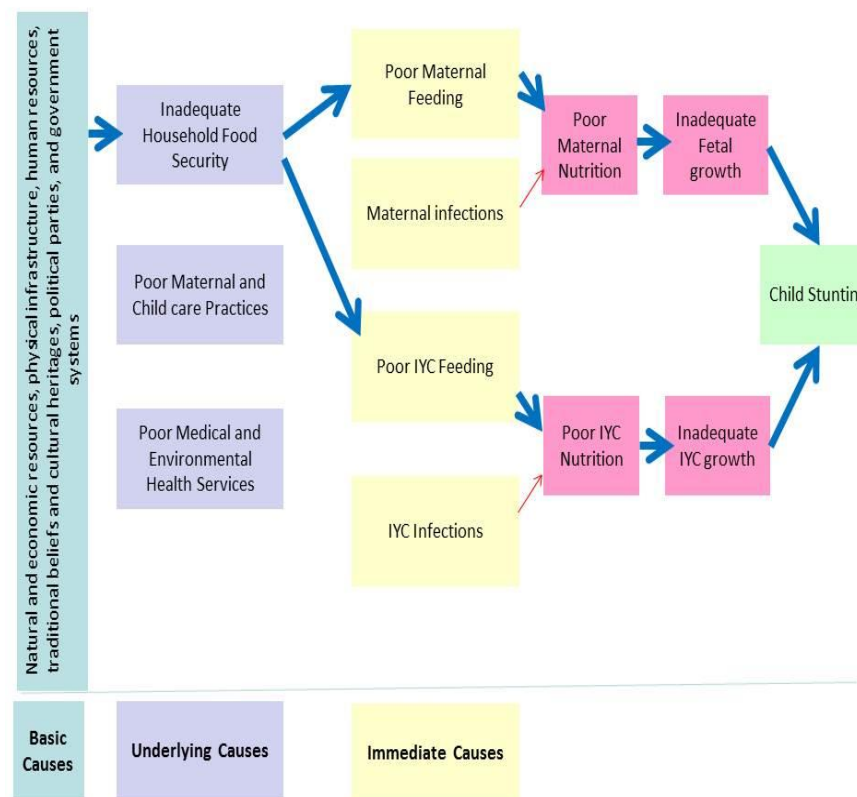 Natural and economic resources, physical infrastructure, human resources,
traditional beliefs and cultural heritages, political parties, and government
systems
Inadequate
Household Food
Security
Poor Maternal and
Child care Practices
Poor Medical and
Environmental
Health Services
Poor Maternal
Feeding
Maternal infections
Poor IYC Feeding
IYC Infections
Poor
Maternal
Nutrition
Inadequate
Fetal
growth
Poor IYC
Nutrition
Inadequate
IYC growth
Child Stuntin
Basic
Causes
Underlying Causes
Immediate Causes